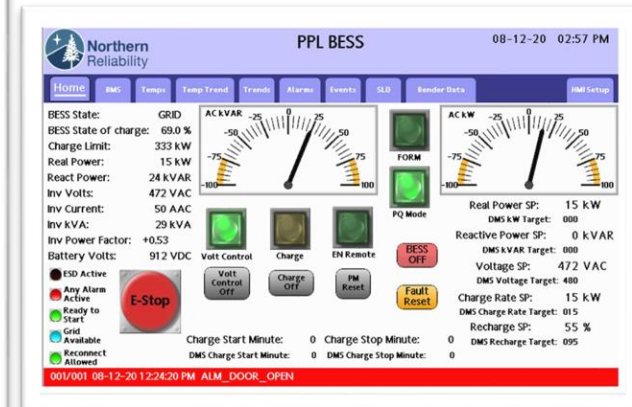 Northern
Reliability
PPL BESS
08-12-20 02:57 PM
Home BMS Temps Temp Trend Trends Alarms Events SLD Bender Data HMI Setup
BESS State: GRID
BESS State of charge: 69.0 %
Charge Limit: 333 kW
Real Power: 15 kW
React Power: 24 kVAR
Inv Volts: 472 VAC
Inv Current: 50 AAC
Inv kVA: 29 kVA
Inv Power Factor: +0.53
Battery Volts: 912 VDC
AC kVAR
-100 -75 -50 -25 0 25 50 75 100
FORM
PQ Mode
AC kW
-100 -75 -50 -25 0 25 50 75 100
Volt Control Charge EN Remote
Volt Control Off
Charge Off
PM Reset
BESS OFF
Fault Reset
Real Power SP: 15 kW
DMS kW Target: 000
Reactive Power SP: 0 kVAR
DMS kVAR Target: 000
Voltage SP: 472 VAC
DMS Voltage Target: 480
Charge Rate SP: 15 kW
DMS Charge Rate Target: 015
Recharge SP: 55 %
DMS Recharge Target: 095
ESD Active
Any Alarm Active
Ready to Start
Grid Available
Reconnect Allowed
E-Stop
Charge Start Minute: 0 Charge Stop Minute: 0
DMS Charge Start Minute: 0 DMS Charge Stop Minute: 0
001/001 08-12-20 12:24:20 PM ALM_DOOR_OPEN